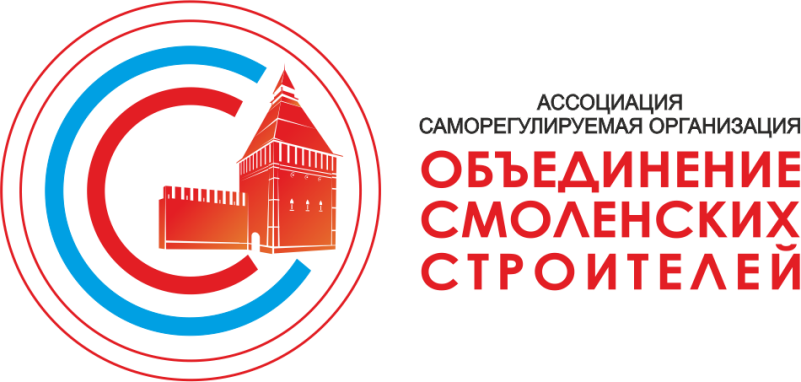 АССОЦИАЦИЯ
САМОРЕГУЛИРУЕМАЯ ОРГАНИЗАЦИЯ
ОБЪЕДИНЕНИЕ
СМОЛЕНСКИХ
СТРОИТЕЛЕЙ